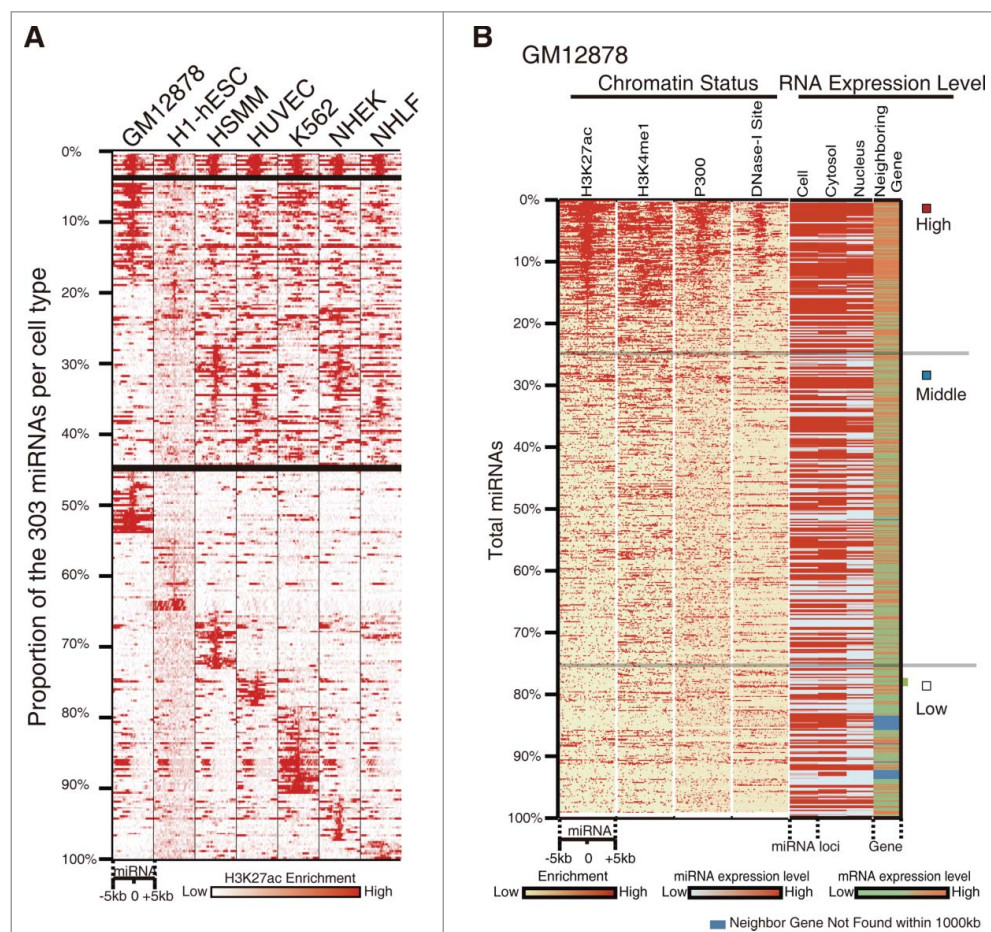 A
GM12878
H1-hESC
HSMM
HUVEC
K562
NHEK
NHLF
Proportion of the 303 miRNAs per cell type
0%
10%
20%
30%
40%
50%
60%
70%
80%
90%
100%
miRNA
-5kb 0 +5kb
H3K27ac Enrichment
Low High
B
GM12878
Chromatin Status RNA Expression Level
H3K27ac
H3K4me1
P300
DNase-I Site
Cell
Cytosol
Nucleus
Neighboring
Gene
Total miRNAs
0%
10%
20%
30%
40%
50%
60%
70%
80%
90%
100%
High
Middle
Low
miRNA
-5kb 0 +5kb
miRNA loci
Gene
Enrichment
Low High
miRNA expression level
Low High
mRNA expression level
Low High
Neighbor Gene Not Found within 1000kb